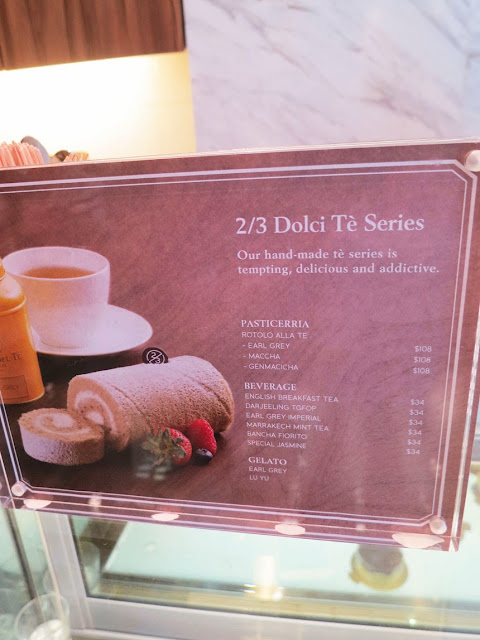 2/3 Dolci Tè Series
Our hand-made tè series is
tempting, delicious and addictive.
PASTICERRIA
ROTOLO ALLA TE
- EARL GREY $108
- MACCHA $108
- GENMACICHA $108
BEVERAGE
ENGLISH BREAKFAST TEA $34
DARJEELING TGFOP $34
EARL GREY IMPERIAL $34
MARRAKECH MINT TEA $34
BANCHA FIORITO $34
SPECIAL JASMINE $34
GELATO
EARL GREY
LU YU